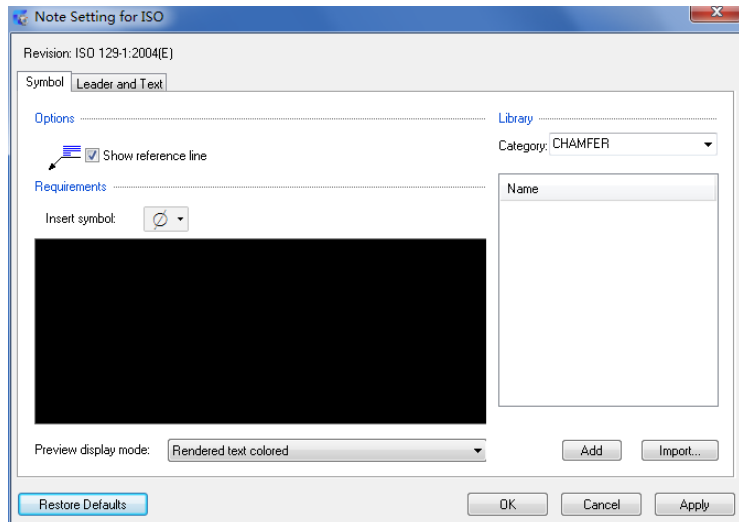 Note Setting for ISO
Revision: ISO 129-1:2004(E)
Symbol Leader and Text
Options
Library
Show reference line
Category: CHAMFER
Requirements
Name
Insert symbol:
Preview display mode: Rendered text colored
Add Import...
Restore Defaults OK Cancel Apply